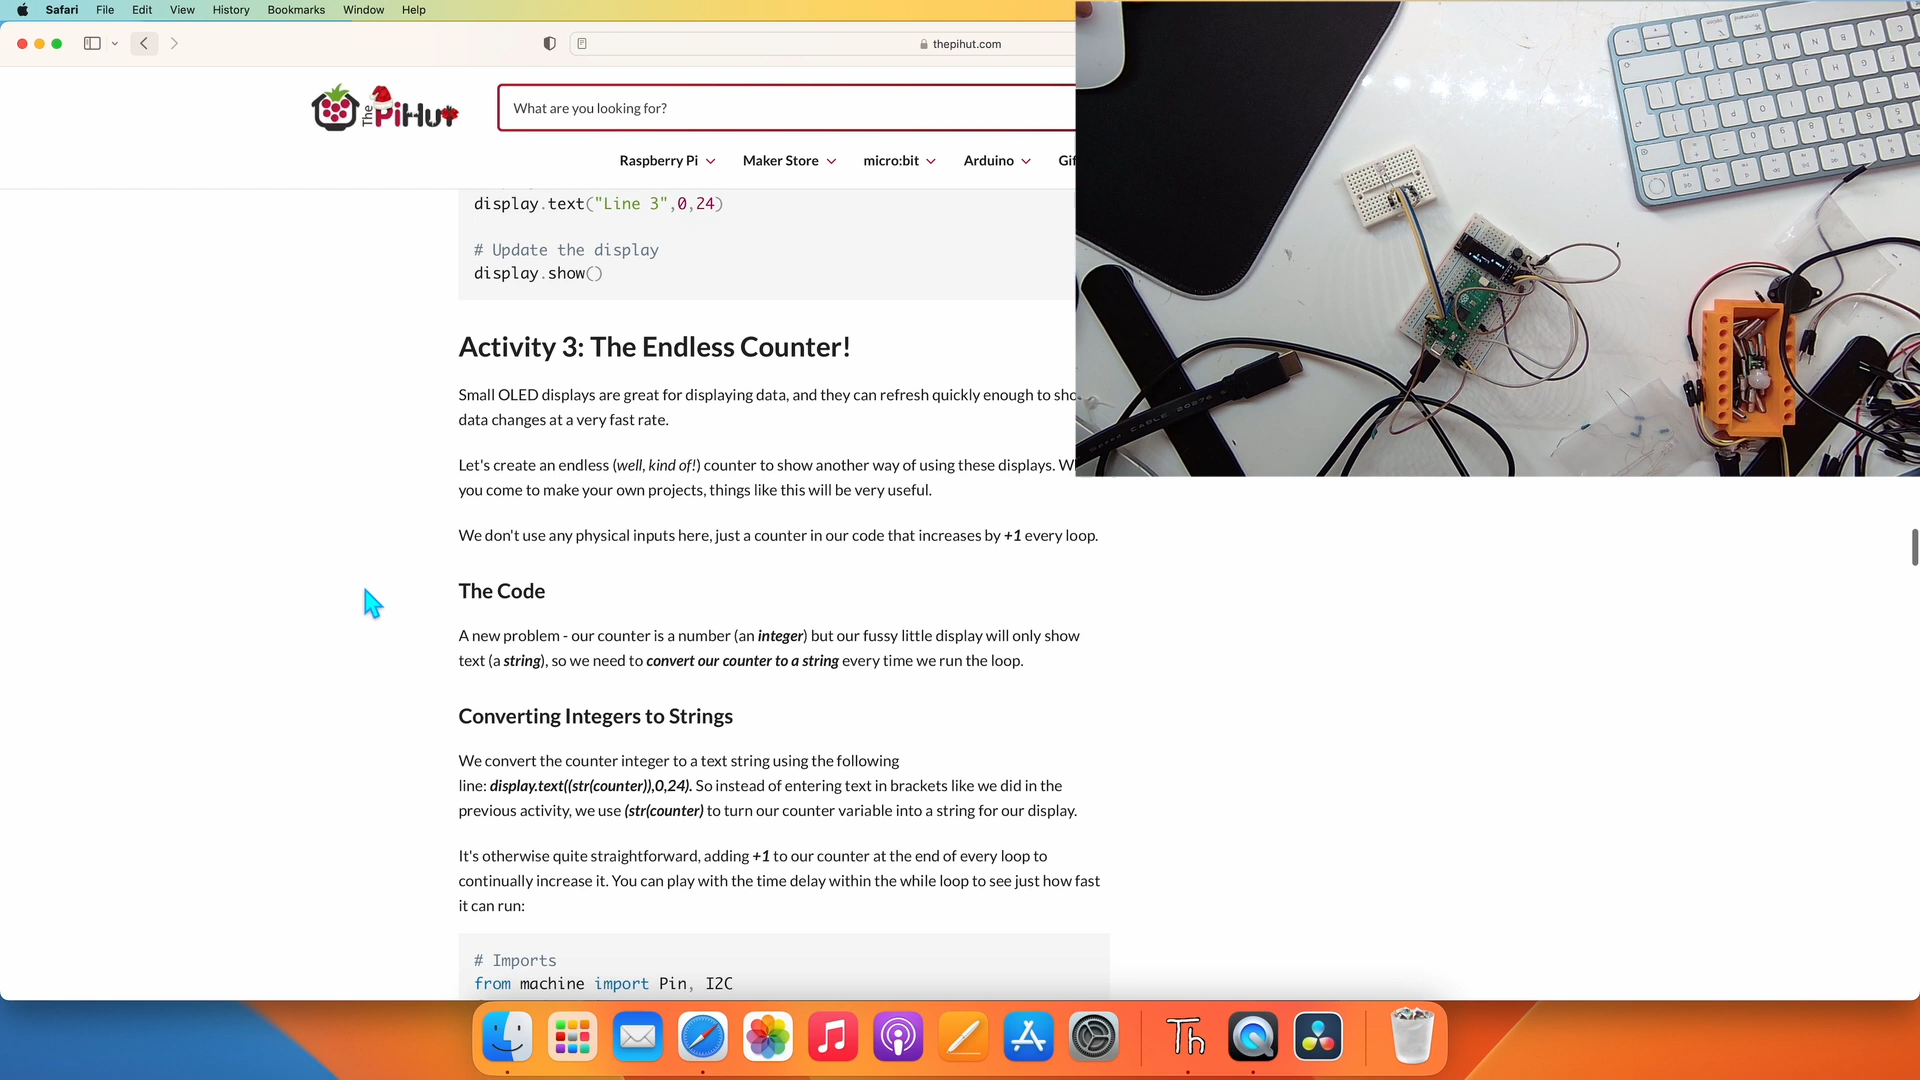 Safari File Edit View History Bookmarks Window Help
thepihut.com
The PiHut
What are you looking for?
Raspberry Pi Maker Store micro:bit Arduino Gif
display.text("Line 3",0,24)
# Update the display
display.show()
Activity 3: The Endless Counter!
Small OLED displays are great for displaying data, and they can refresh quickly enough to sho
data changes at a very fast rate.
Let's create an endless (well, kind of!) counter to show another way of using these displays. W
you come to make your own projects, things like this will be very useful.
We don't use any physical inputs here, just a counter in our code that increases by +1 every loop.
The Code
A new problem - our counter is a number (an integer) but our fussy little display will only show
text (a string), so we need to convert our counter to a string every time we run the loop.
Converting Integers to Strings
We convert the counter integer to a text string using the following
line: display.text((str(counter)),0,24). So instead of entering text in brackets like we did in the
previous activity, we use (str(counter) to turn our counter variable into a string for our display.
It's otherwise quite straightforward, adding +1 to our counter at the end of every loop to
continually increase it. You can play with the time delay within the while loop to see just how fast
it can run:
# Imports
from machine import Pin, I2C
Th